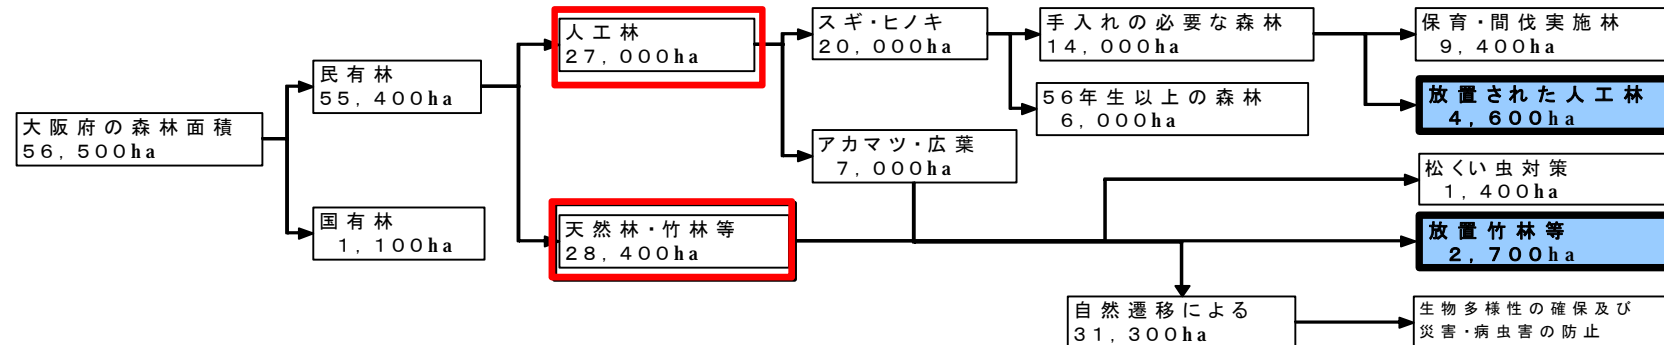 大阪府の森林面積
56,500ha
民有林
55,400ha
国有林
1,100ha
人工林
27,000ha
天然林・竹林等
28,400ha
スギ・ヒノキ
20,000ha
アカマツ・広葉
7,000ha
手入れの必要な森林
14,000ha
56年生以上の森林
6,000ha
自然遷移による
31,300ha
保育・間伐実施林
9,400ha
放置された人工林
4,600ha
松くい虫対策
1,400ha
放置竹林等
2,700ha
生物多様性の確保及び
災害・病虫害の防止